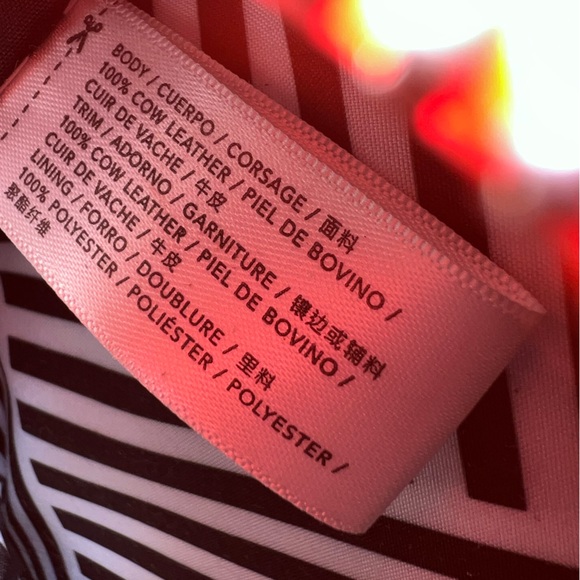 BODY / CUERPO / CORSAGE / 面料
100% COW LEATHER / PIEL DE BOVINO /
CUIR DE VACHE / 牛皮
TRIM / ADORNO / GARNITURE / 镶边或辅料
100% COW LEATHER / PIEL DE BOVINO /
CUIR DE VACHE / 牛皮
LINING / FORRO / DOUBLURE / 里料
100% POLYESTER / POLIÉSTER / POLYESTER /
聚酯纤维